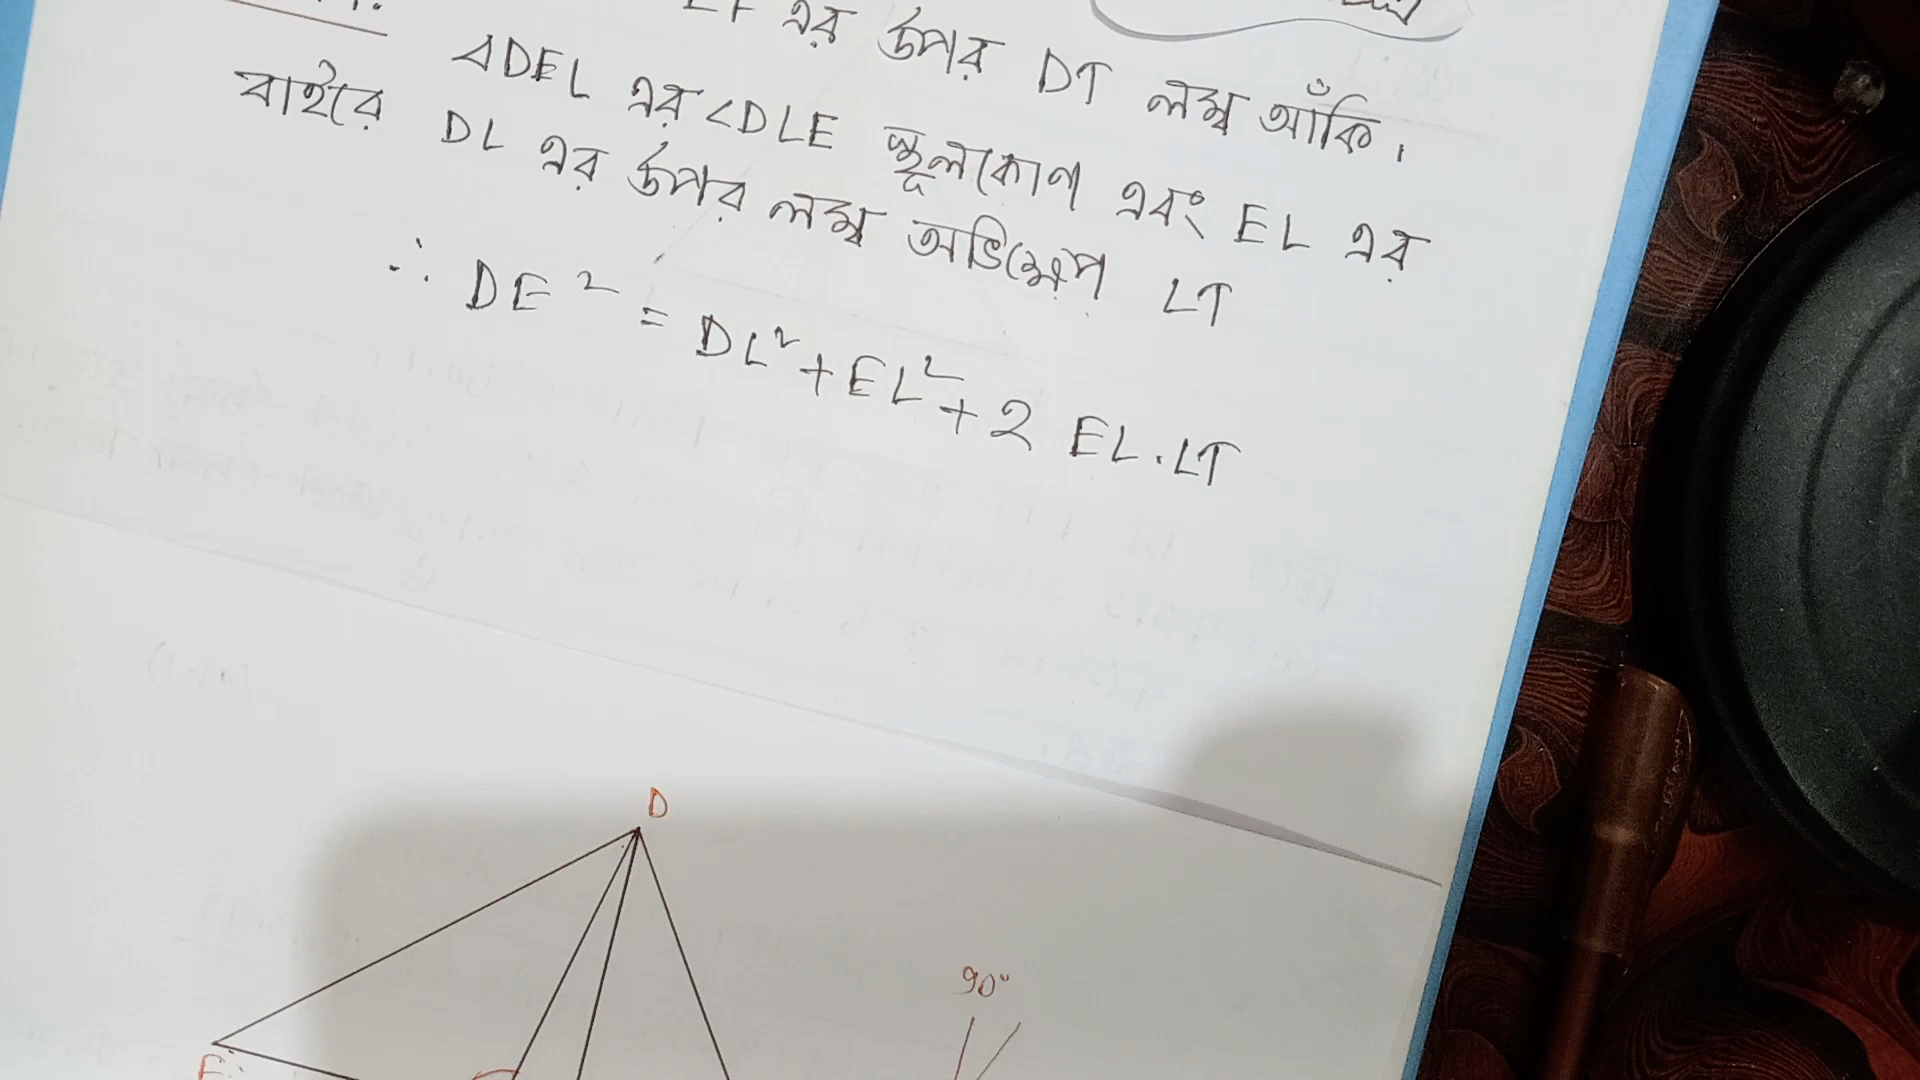 এর উপর DT লম্ব আঁকি।
ΔDEL এর <DLE স্থূলকোণ এবং EL এর
বাইরে DL এর উপর লম্ব অভিক্ষেপ LT
∴ DE² = DL² + EL² + 2 EL.LT
D
90°
E